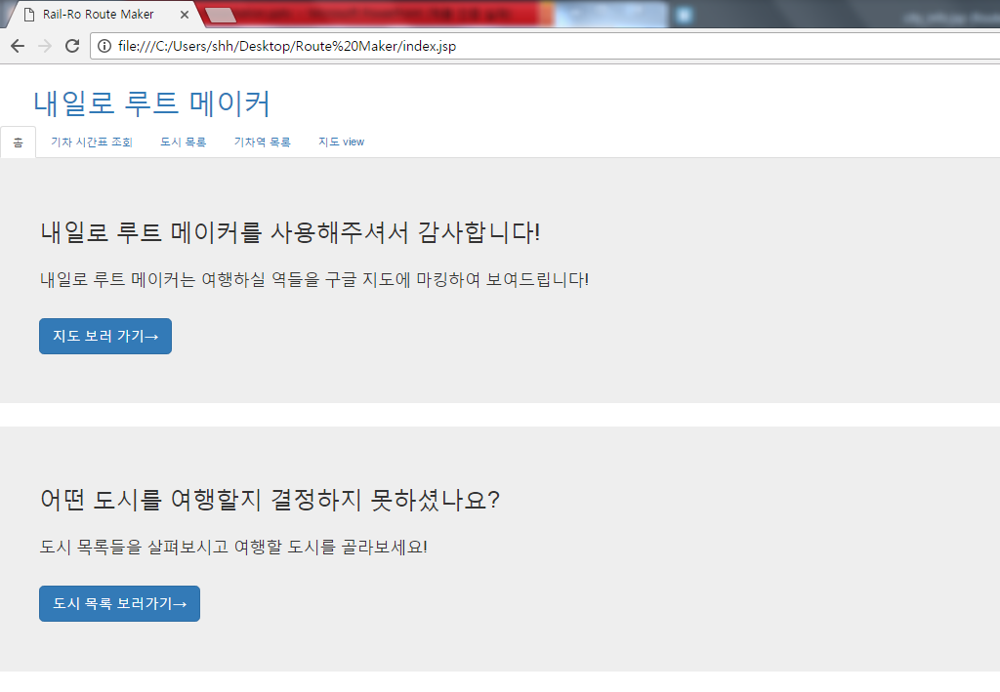 Rail-Ro Route Maker
file:///C:/Users/shh/Desktop/Route%20Maker/index.jsp
내일로 루트 메이커
홈 기차 시간표 조회 도시 목록 기차역 목록 지도 view
내일로 루트 메이커를 사용해주셔서 감사합니다!
내일로 루트 메이커는 여행하실 역들을 구글 지도에 마킹하여 보여드립니다!
지도 보러 가기→
어떤 도시를 여행할지 결정하지 못하셨나요?
도시 목록들을 살펴보시고 여행할 도시를 골라보세요!
도시 목록 보러가기→